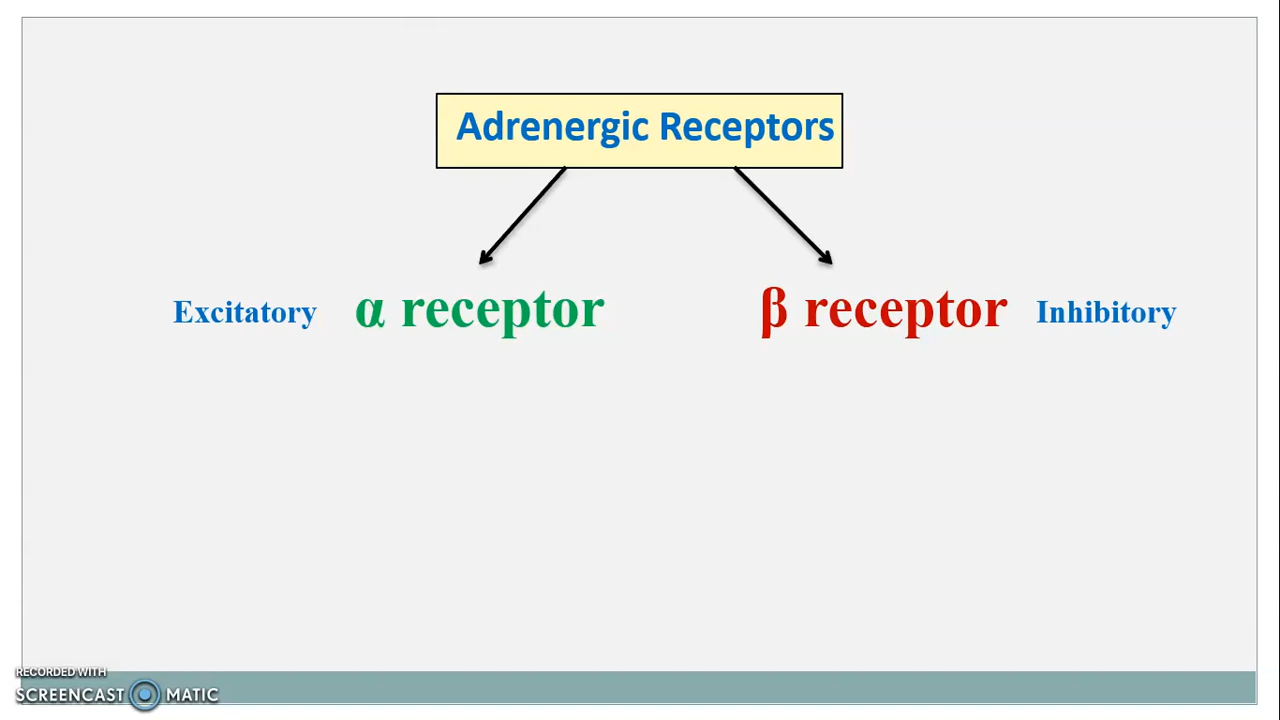 Adrenergic Receptors
Excitatory α receptor β receptor Inhibitory
RECORDED WITH
SCREENCAST MATIC